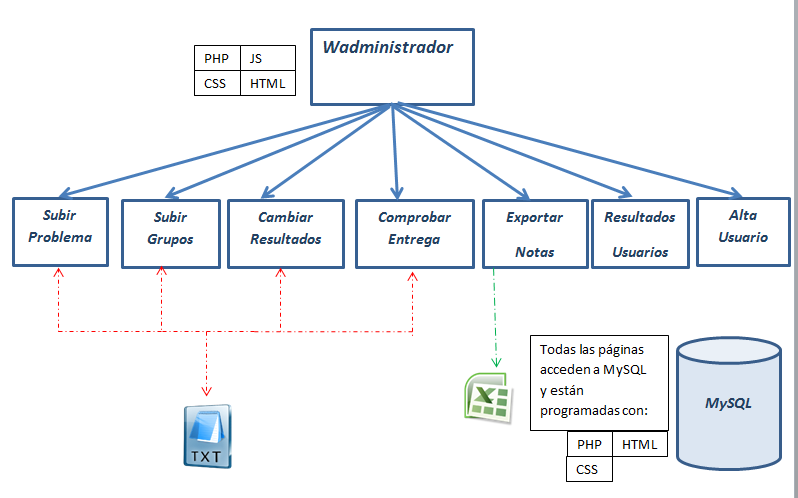 Wadministrador
PHP JS
CSS HTML
Subir
Problema
Subir
Grupos
Cambiar
Resultados
Comprobar
Entrega
Exportar
Notas
Resultados
Usuarios
Alta
Usuario
TXT
Todas las páginas
acceden a MySQL
y están
programadas con:
PHP HTML
CSS
MySQL